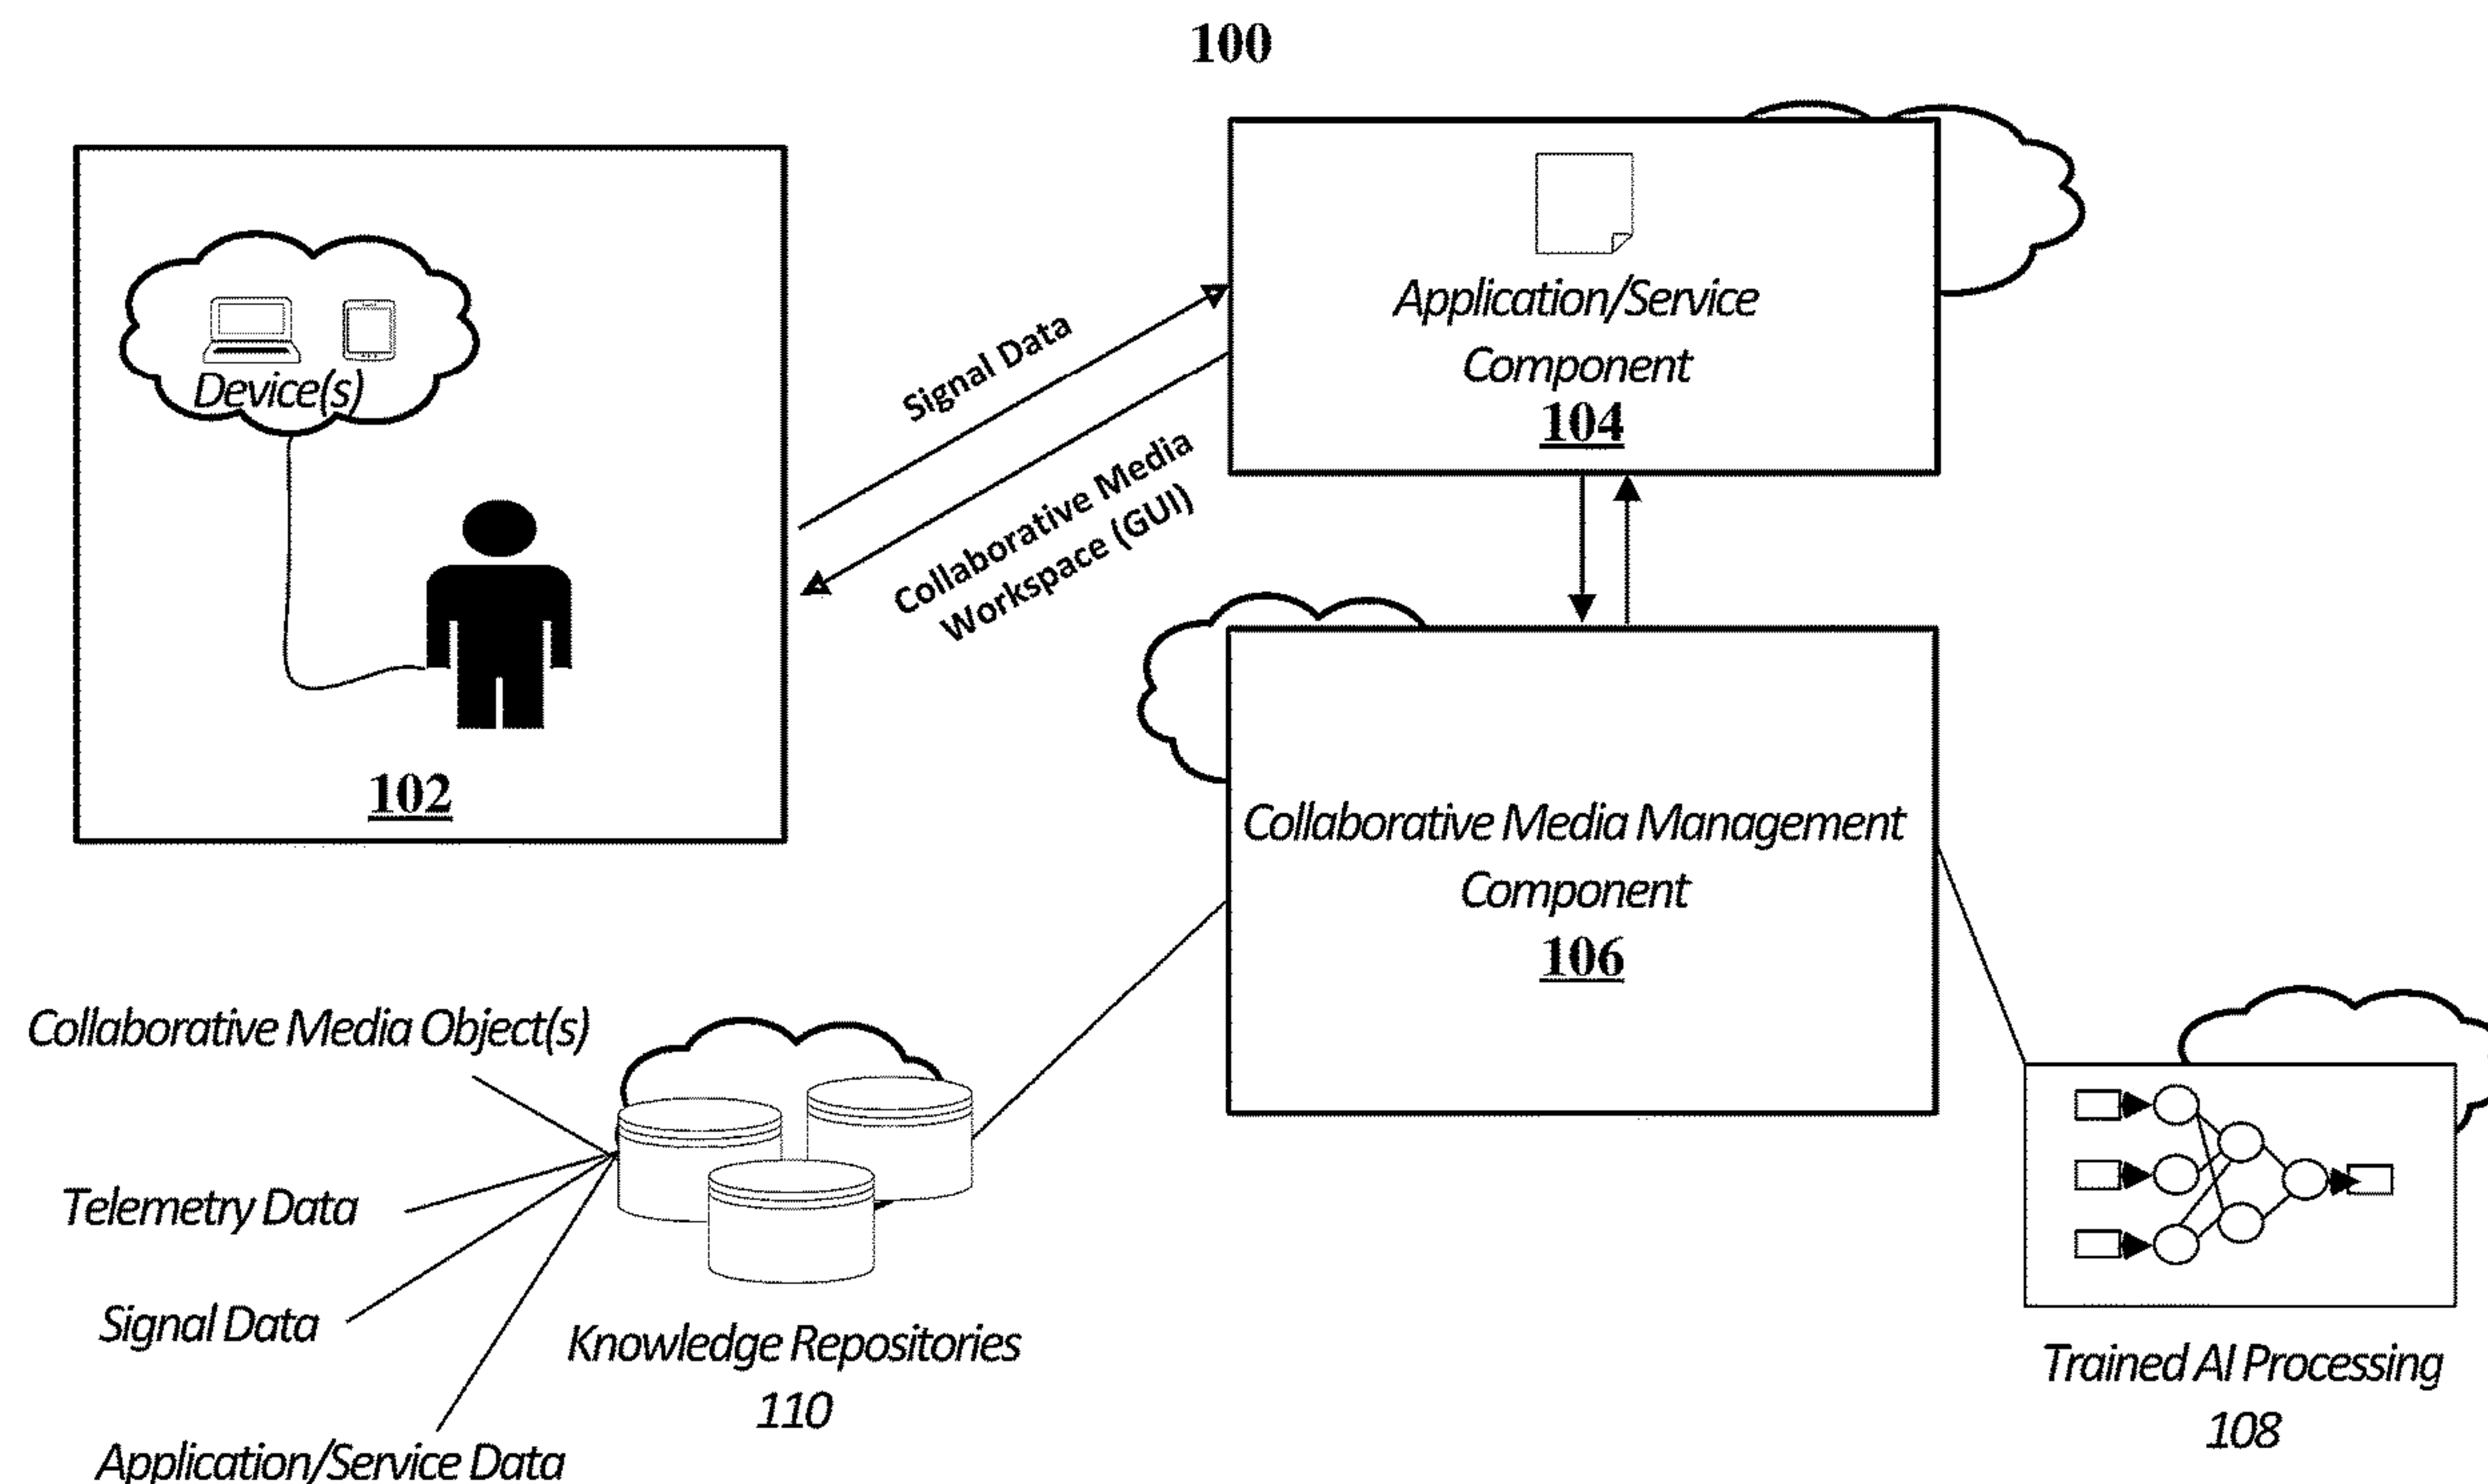 100
Device(s)
102
Signal Data
Collaborative Media
Workspace (GUI)
Application/Service
Component
104
Collaborative Media Management
Component
106
Collaborative Media Object(s)
Telemetry Data
Signal Data
Application/Service Data
Knowledge Repositories
110
Trained AI Processing
108